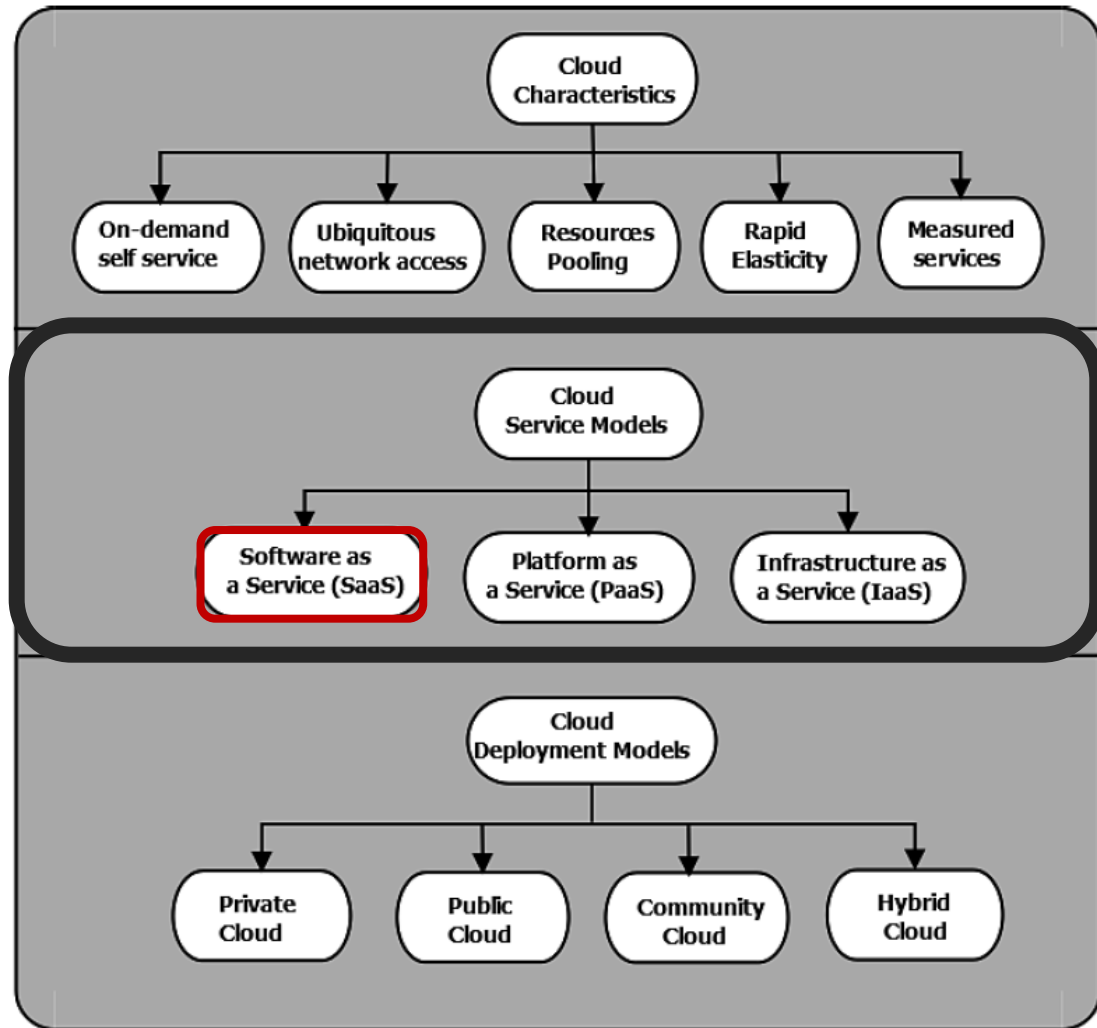 Cloud
Characteristics
On-demand
self service
Ubiquitous
network access
Resources
Pooling
Rapid
Elasticity
Measured
services
Cloud
Service Models
Software as
a Service (SaaS)
Platform as
a Service (PaaS)
Infrastructure as
a Service (IaaS)
Cloud
Deployment Models
Private
Cloud
Public
Cloud
Community
Cloud
Hybrid
Cloud